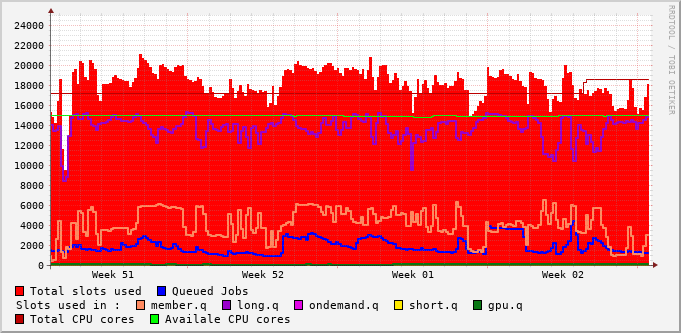 24000
22000
20000
18000
16000
14000
12000
10000
8000
6000
4000
2000
0
Week 51 Week 52 Week 01 Week 02
RRDTOOL / TOBI OETIKER
Total slots used Queued Jobs
Slots used in : member.q long.q ondemand.q short.q gpu.q
Total CPU cores Availale CPU cores